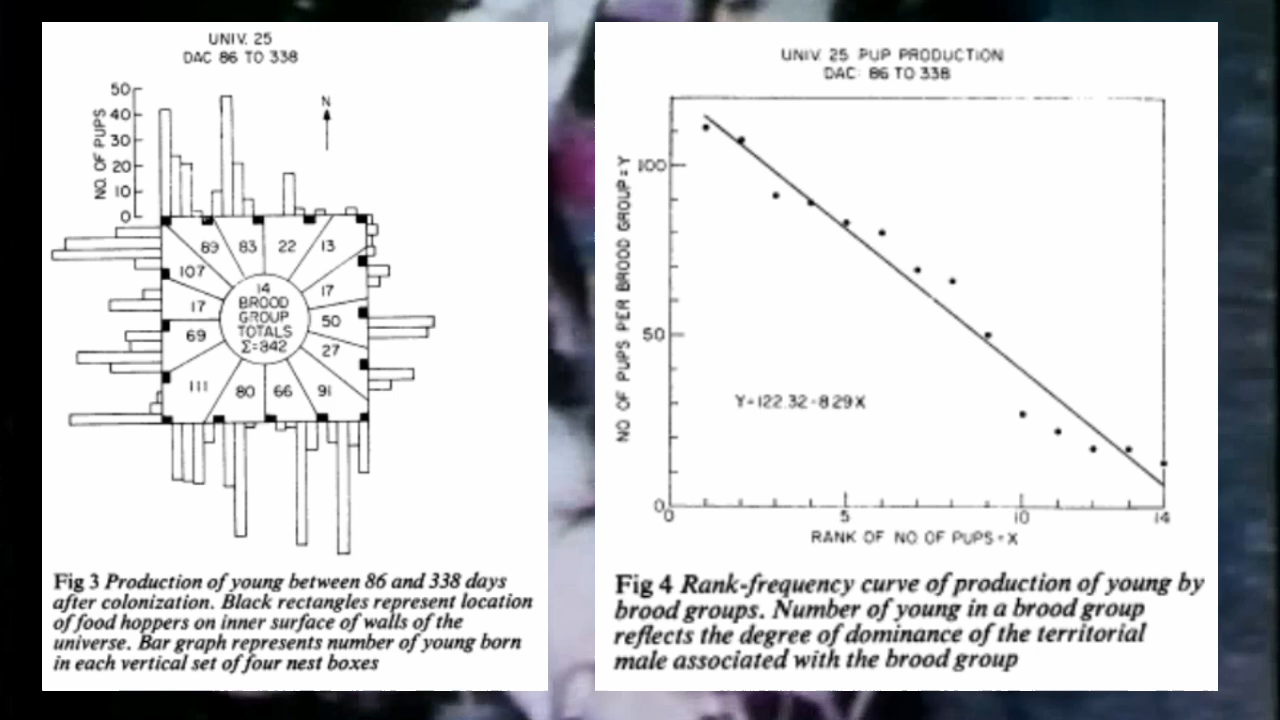 UNIV. 25
DAC 86 TO 338
NO. OF PUPS
50
40
30
20
10
0
N
89
83
22
13
107
17
17
50
69
27
111
80
66
91
14
BROOD
GROUP
TOTALS
Σ=842
Fig 3 Production of young between 86 and 338 days
after colonization. Black rectangles represent location
of food hoppers on inner surface of walls of the
universe. Bar graph represents number of young born
in each vertical set of four nest boxes
UNIV. 25 PUP PRODUCTION
DAC: 86 TO 338
NO OF PUPS PER BROOD GROUP=Y
100
50
0
Y=122.32-8.29X
0
5
10
14
RANK OF NO OF PUPS=X
Fig 4 Rank-frequency curve of production of young by
brood groups. Number of young in a brood group
reflects the degree of dominance of the territorial
male associated with the brood group